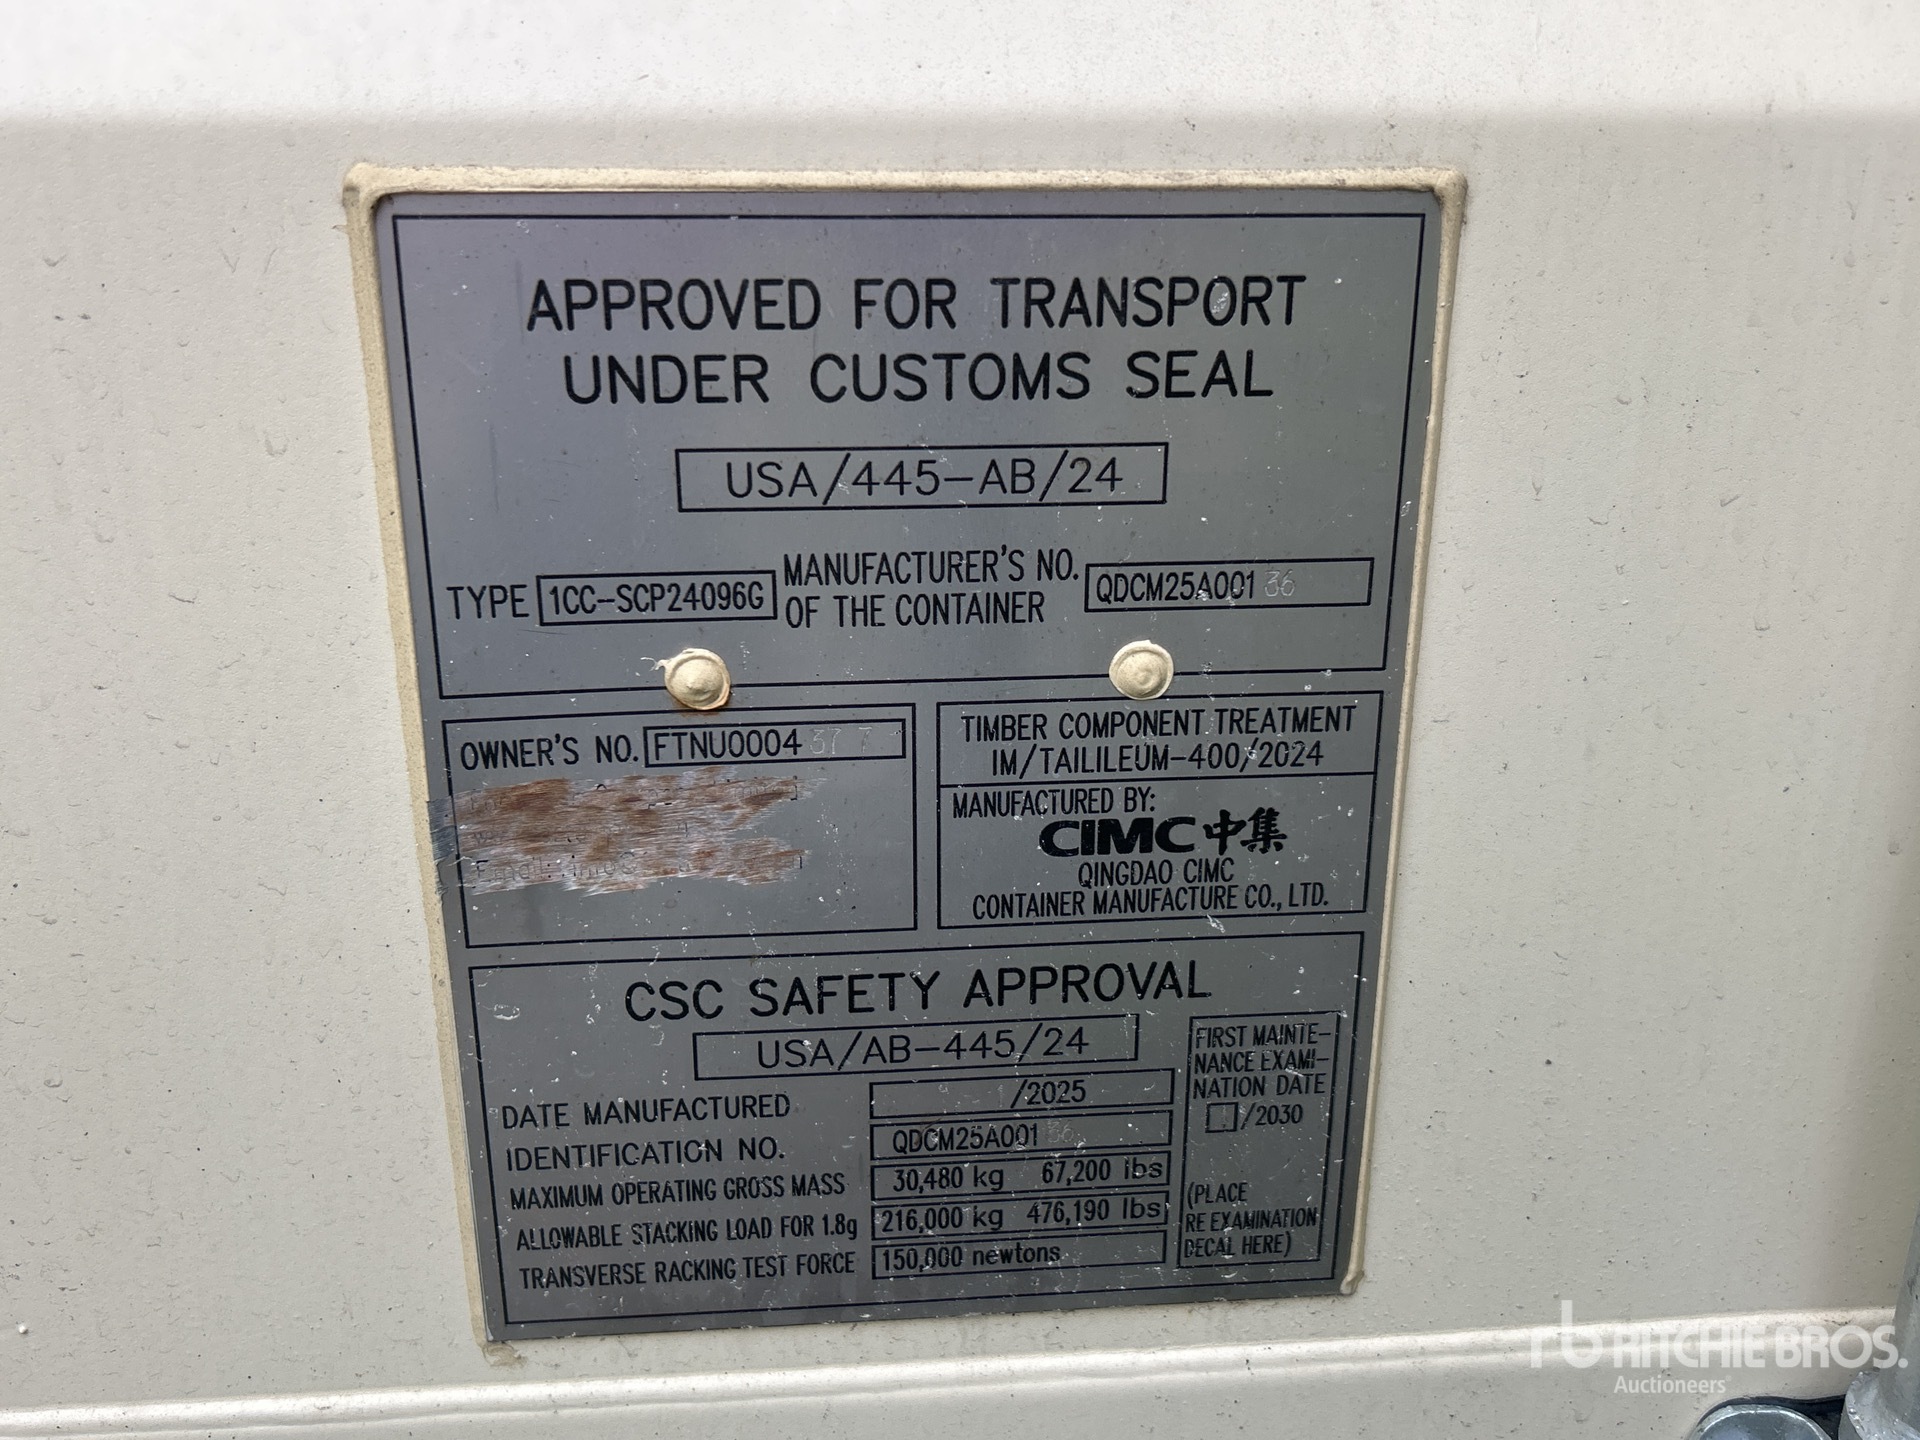 APPROVED FOR TRANSPORT
UNDER CUSTOMS SEAL
USA/445-AB/24
TYPE 1CC-SCP24096G
MANUFACTURER'S NO.
OF THE CONTAINER
QDCM25A00136
OWNER'S NO. FTNU000437 7
TIMBER COMPONENT TREATMENT
IM/TAILILEUM-400/2024
MANUFACTURED BY:
CIMC中集
QINGDAO CIMC
CONTAINER MANUFACTURE CO., LTD.
CSC SAFETY APPROVAL
USA/AB-445/24
DATE MANUFACTURED /2025
IDENTIFICATION NO. QDCM25A00136
MAXIMUM OPERATING GROSS MASS 30,480 kg 67,200 lbs
ALLOWABLE STACKING LOAD FOR 1.8g 216,000 kg 476,190 lbs
TRANSVERSE RACKING TEST FORCE 150,000 newtons
FIRST MAINTE-
NANCE EXAMI-
NATION DATE
/2030
(PLACE
RE EXAMINATION
DECAL HERE)
rb RITCHIE BROS.
Auctioneers